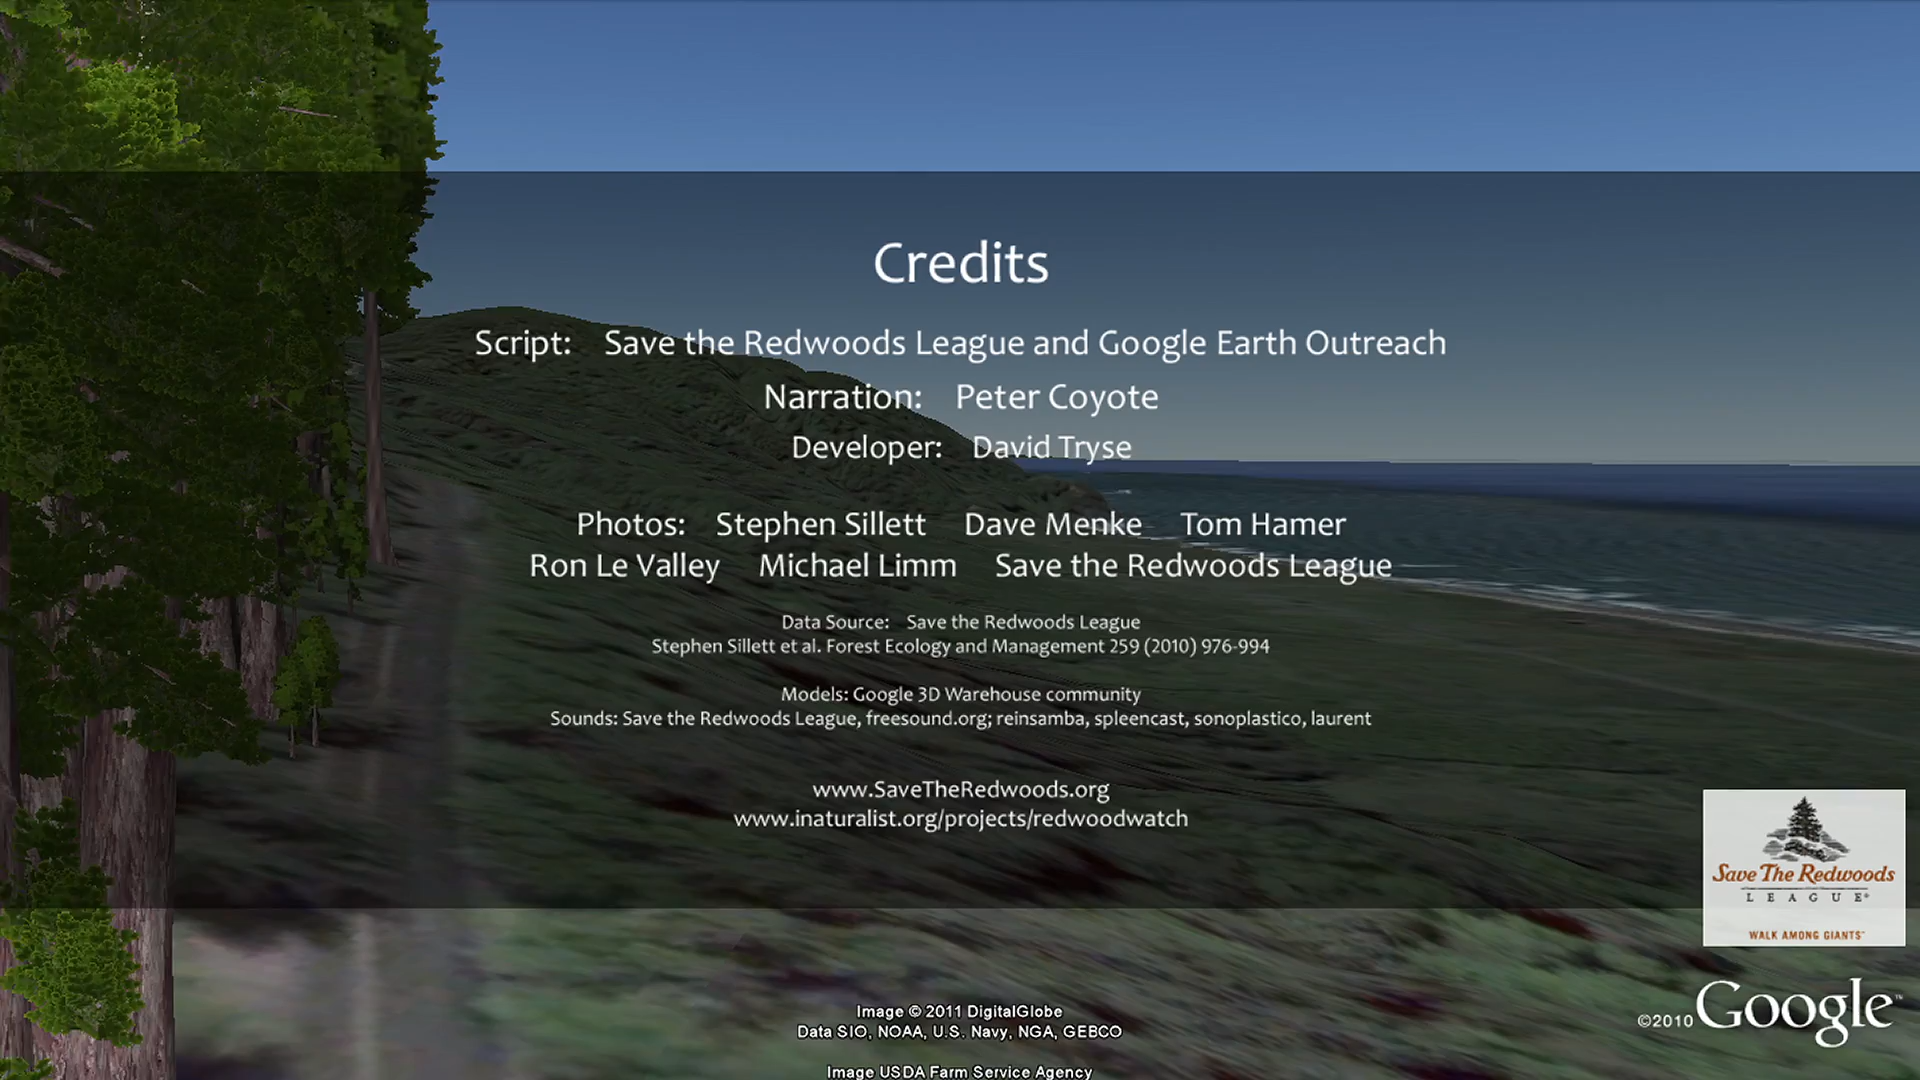 Credits
Script: Save the Redwoods League and Google Earth Outreach
Narration: Peter Coyote
Developer: David Tryse
Photos: Stephen Sillett Dave Menke Tom Hamer
Ron Le Valley Michael Limm Save the Redwoods League
Data Source: Save the Redwoods League
Stephen Sillett et al. Forest Ecology and Management 259 (2010) 976-994
Models: Google 3D Warehouse community
Sounds: Save the Redwoods League, freesound.org; reinsamba, spleencast, sonoplastico, laurent
www.SaveTheRedwoods.org
www.inaturalist.org/projects/redwoodwatch
Save The Redwoods
LEAGUE®
WALK AMONG GIANTS™
Image © 2011 DigitalGlobe
Data SIO, NOAA, U.S. Navy, NGA, GEBCO
Image USDA Farm Service Agency
©2010 Google™